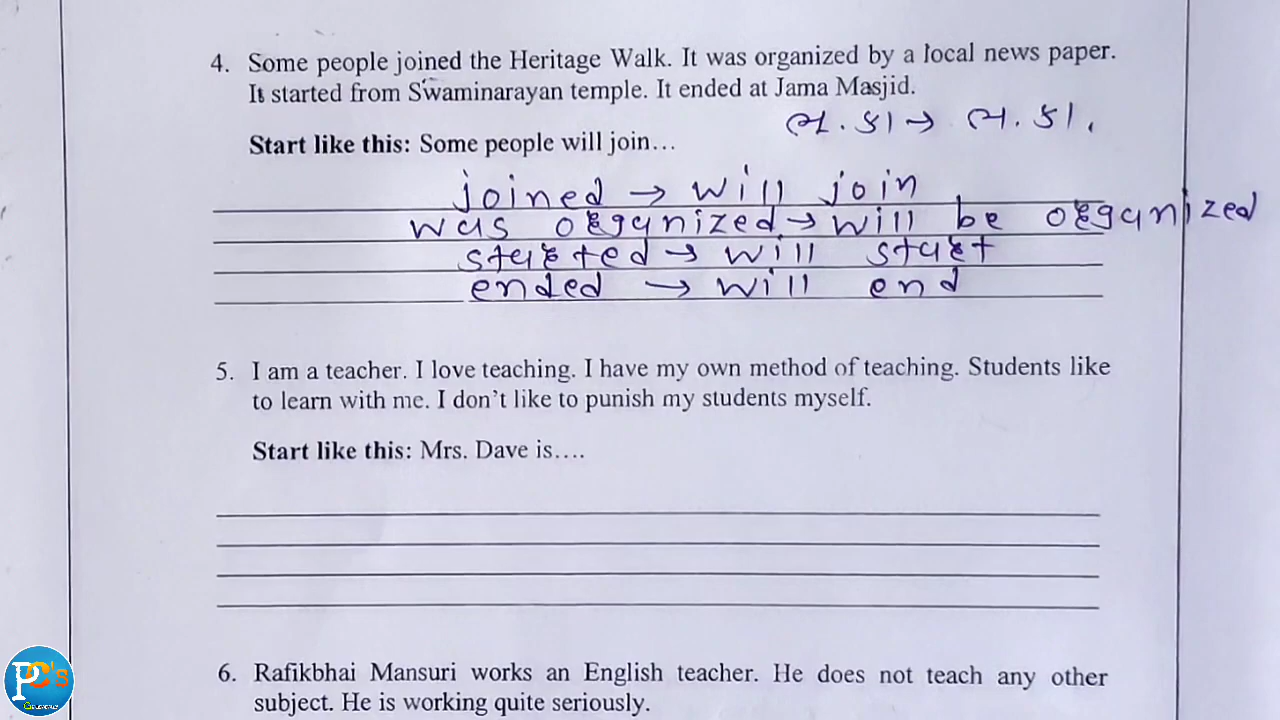 4. Some people joined the Heritage Walk. It was organized by a local news paper.
It started from Swaminarayan temple. It ended at Jama Masjid.
ભૂ. કા → ભ. કા.
Start like this: Some people will join…
joined → will join
was organized → will be organized
started → will start
ended → will end
5. I am a teacher. I love teaching. I have my own method of teaching. Students like
to learn with me. I don't like to punish my students myself.
Start like this: Mrs. Dave is….
6. Rafikbhai Mansuri works an English teacher. He does not teach any other
subject. He is working quite seriously.
PC's